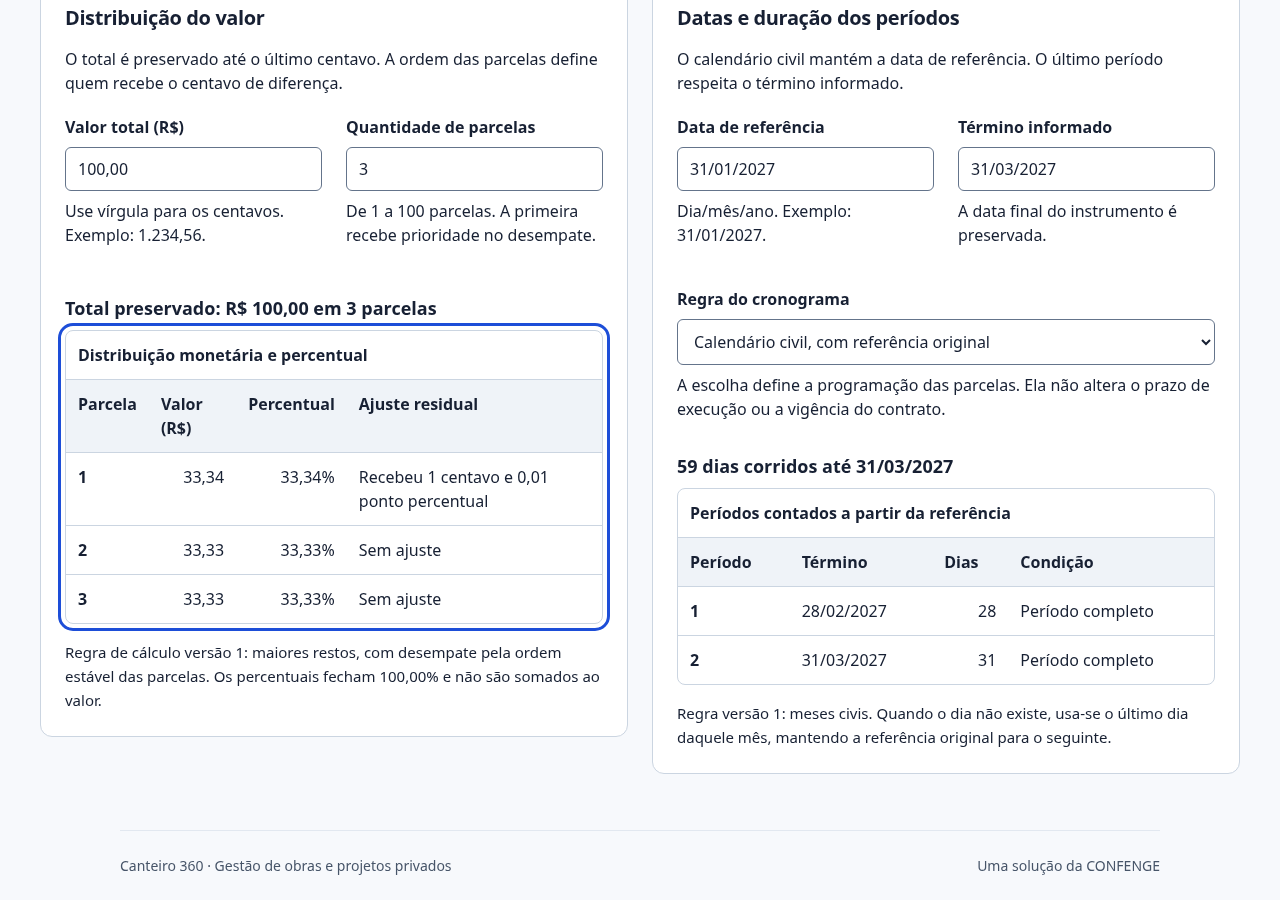 Distribuição do valor
O total é preservado até o último centavo. A ordem das parcelas define
quem recebe o centavo de diferença.
Valor total (R$)
Quantidade de parcelas
100,00
3
Use vírgula para os centavos.
Exemplo: 1.234,56.
De 1 a 100 parcelas. A primeira
recebe prioridade no desempate.
Total preservado: R$ 100,00 em 3 parcelas
Distribuição monetária e percentual
Parcela Valor (R$) Percentual Ajuste residual
1 33,34 33,34% Recebeu 1 centavo e 0,01
ponto percentual
2 33,33 33,33% Sem ajuste
3 33,33 33,33% Sem ajuste
Regra de cálculo versão 1: maiores restos, com desempate pela ordem
estável das parcelas. Os percentuais fecham 100,00% e não são somados ao
valor.
Datas e duração dos períodos
O calendário civil mantém a data de referência. O último período
respeita o término informado.
Data de referência
Término informado
31/01/2027
31/03/2027
Dia/mês/ano. Exemplo:
31/01/2027.
A data final do instrumento é
preservada.
Regra do cronograma
Calendário civil, com referência original
A escolha define a programação das parcelas. Ela não altera o prazo de
execução ou a vigência do contrato.
59 dias corridos até 31/03/2027
Períodos contados a partir da referência
Período Término Dias Condição
1 28/02/2027 28 Período completo
2 31/03/2027 31 Período completo
Regra versão 1: meses civis. Quando o dia não existe, usa-se o último dia
daquele mês, mantendo a referência original para o seguinte.
Canteiro 360 · Gestão de obras e projetos privados
Uma solução da CONFENGE